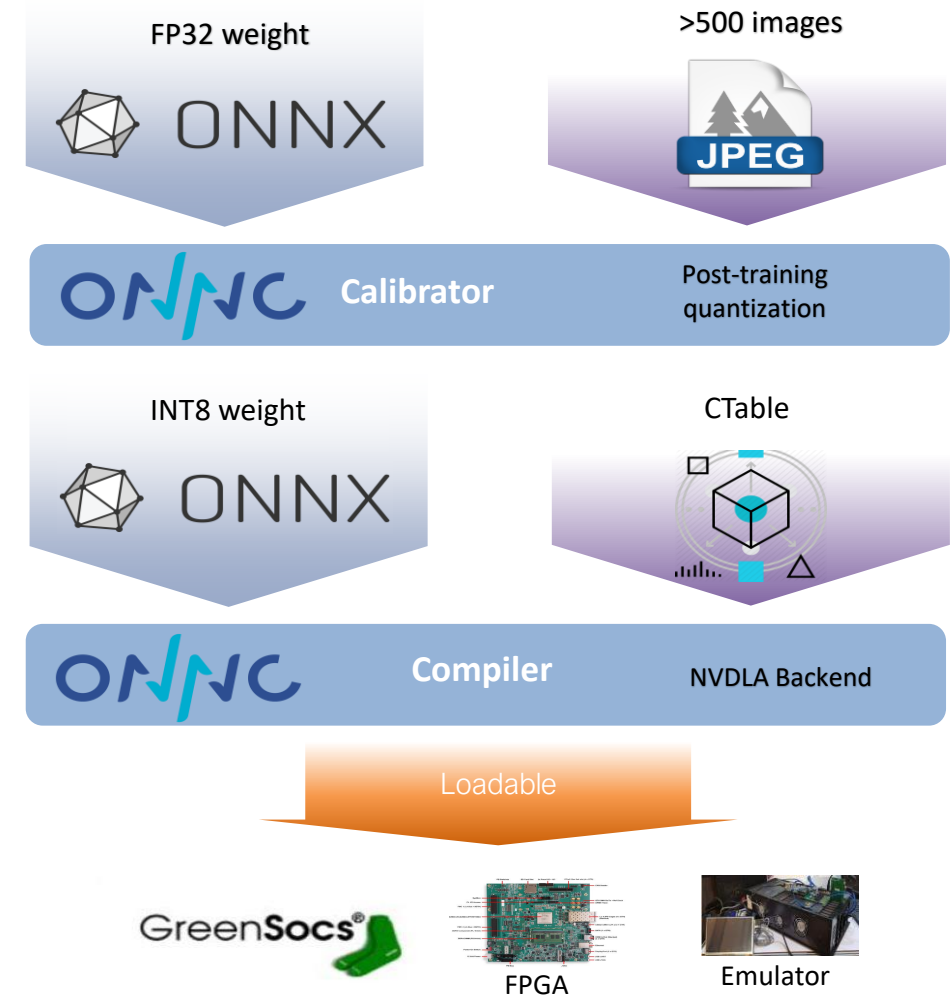 FP32 weight
>500 images
ONNX
JPEG
ONNC
Calibrator
Post-training
quantization
INT8 weight
CTable
ONNX
ONNC
Compiler
NVDLA Backend
Loadable
GreenSocs®
FPGA
Emulator